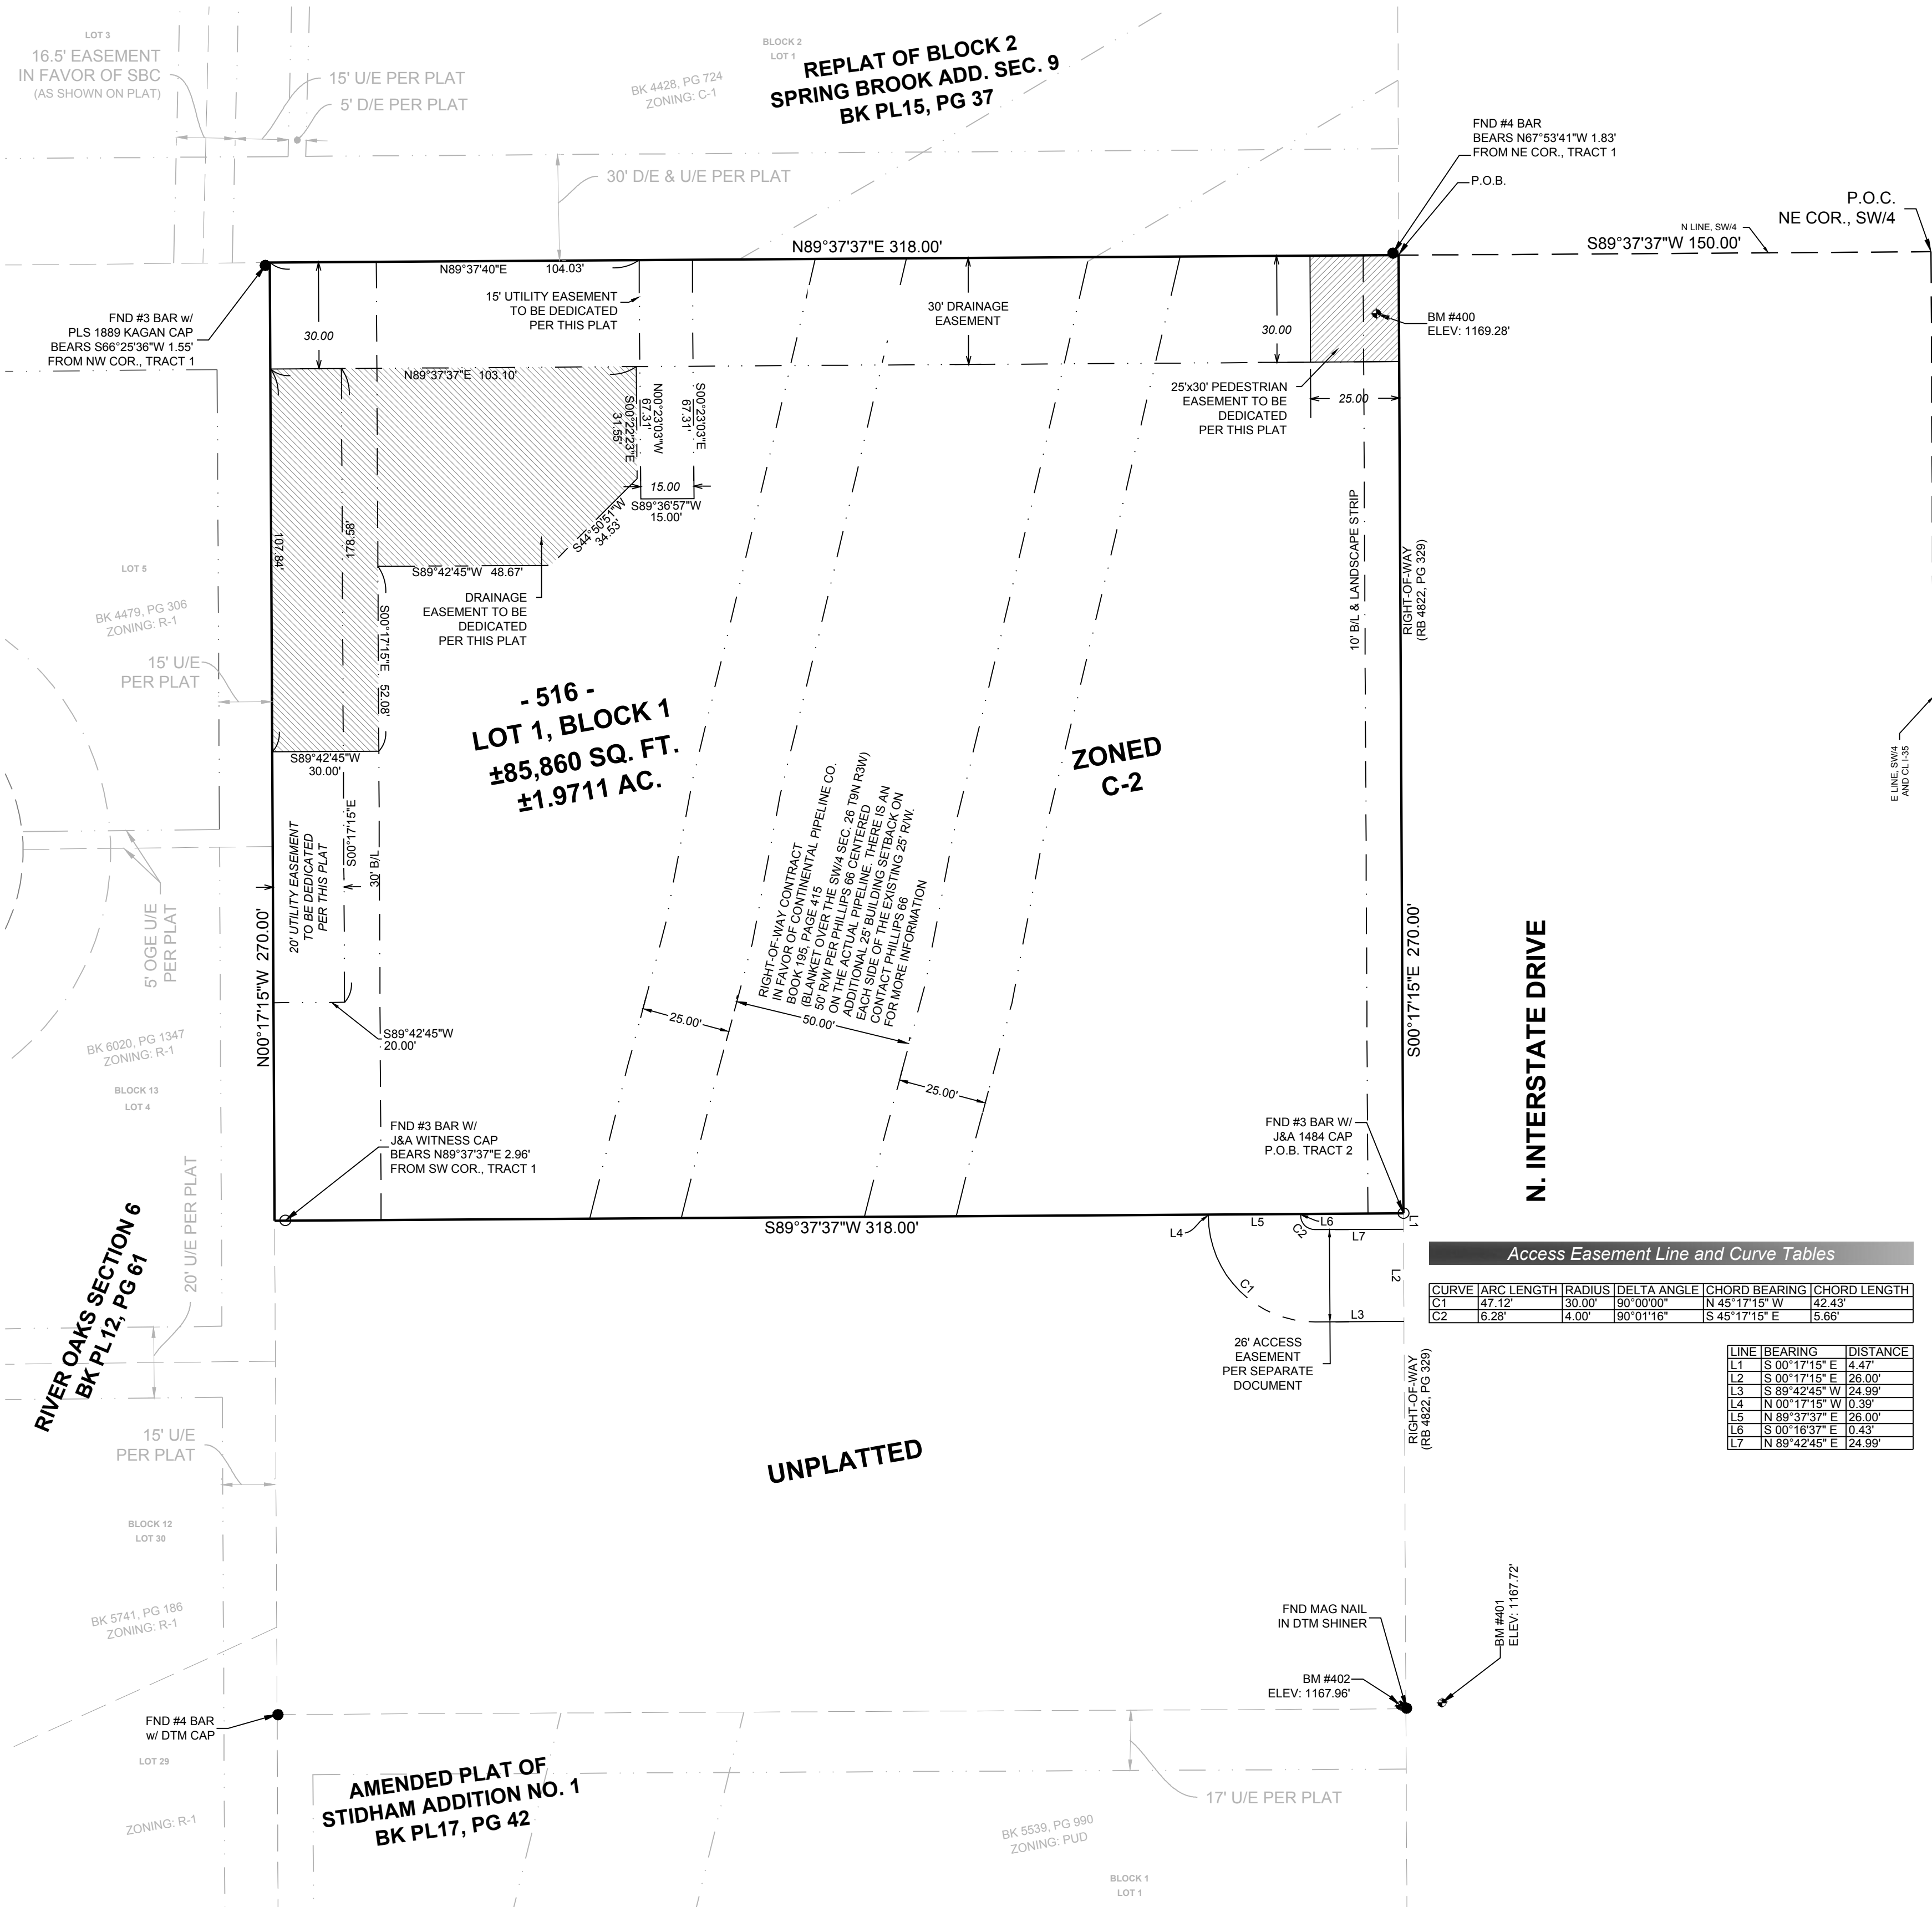 LOT 3
16.5' EASEMENT
IN FAVOR OF SBC
(AS SHOWN ON PLAT)
15' U/E PER PLAT
5' D/E PER PLAT
BLOCK 2
LOT 1
BK 4428, PG 724
ZONING: C-1
REPLAT OF BLOCK 2
SPRING BROOK ADD. SEC. 9
BK PL15, PG 37
30' D/E & U/E PER PLAT
FND #4 BAR
BEARS N67°53'41"W 1.83'
FROM NE COR., TRACT 1
P.O.B.
P.O.C.
NE COR., SW/4
N LINE, SW/4
S89°37'37"W 150.00'
N89°37'37"E 318.00'
N89°37'40"E 104.03'
15' UTILITY EASEMENT
TO BE DEDICATED
PER THIS PLAT
30' DRAINAGE
EASEMENT
30.00
30.00
BM #400
ELEV: 1169.28'
FND #3 BAR w/
PLS 1889 KAGAN CAP
BEARS S66°25'36"W 1.55'
FROM NW COR., TRACT 1
N89°37'37"E 103.10'
S00°22'23"E
31.55'
N00°23'03"W
67.31'
S00°23'03"E
67.31'
25'x30' PEDESTRIAN
EASEMENT TO BE
DEDICATED
PER THIS PLAT
25.00
15.00
S89°36'57"W
15.00'
S44°50'51"W
34.53'
107.84'
178.58'
S89°42'45"W 48.67'
DRAINAGE
EASEMENT TO BE
DEDICATED
PER THIS PLAT
S00°17'15"E 52.08'
10' B/L & LANDSCAPE STRIP
RIGHT-OF-WAY
(RB 4822, PG 329)
LOT 5
BK 4479, PG 306
ZONING: R-1
15' U/E
PER PLAT
- 516 -
LOT 1, BLOCK 1
±85,860 SQ. FT.
±1.9711 AC.
ZONED
C-2
E LINE, SW/4
AND CL I-35
S89°42'45"W
30.00'
20' UTILITY EASEMENT
TO BE DEDICATED
PER THIS PLAT
S00°17'15"E
30' B/L
RIGHT-OF-WAY CONTRACT
IN FAVOR OF CONTINENTAL PIPELINE CO.
BOOK 195, PAGE 415
(BLANKET OVER THE SW/4 SEC. 26 T9N R3W)
50' R/W PER PHILLIPS 66 CENTERED
ON THE ACTUAL PIPELINE. THERE IS AN
ADDITIONAL 25' BUILDING SETBACK ON
EACH SIDE OF THE EXISTING 25' R/W.
CONTACT PHILLIPS 66
FOR MORE INFORMATION
5' OGE U/E
PER PLAT
N00°17'15"W 270.00'
S00°17'15"E 270.00'
N. INTERSTATE DRIVE
25.00'
50.00'
25.00'
S89°42'45"W
20.00'
BK 6020, PG 1347
ZONING: R-1
BLOCK 13
LOT 4
FND #3 BAR W/
J&A WITNESS CAP
BEARS N89°37'37"E 2.96'
FROM SW COR., TRACT 1
FND #3 BAR W/
J&A 1484 CAP
P.O.B. TRACT 2
20' U/E PER PLAT
RIVER OAKS SECTION 6
BK PL12, PG 61
S89°37'37"W 318.00'
L4
L5
L6
C2
L7
L1
L2
C1
L3
26' ACCESS
EASEMENT
PER SEPARATE
DOCUMENT
Access Easement Line and Curve Tables
CURVE ARC LENGTH RADIUS DELTA ANGLE CHORD BEARING CHORD LENGTH
C1 47.12' 30.00' 90°00'00" N 45°17'15" W 42.43'
C2 6.28' 4.00' 90°01'16" S 45°17'15" E 5.66'
LINE BEARING DISTANCE
L1 S 00°17'15" E 4.47'
L2 S 00°17'15" E 26.00'
L3 S 89°42'45" W 24.99'
L4 N 00°17'15" W 0.39'
L5 N 89°37'37" E 26.00'
L6 S 00°16'37" E 0.43'
L7 N 89°42'45" E 24.99'
RIGHT-OF-WAY
(RB 4822, PG 329)
15' U/E
PER PLAT
UNPLATTED
BLOCK 12
LOT 30
BK 5741, PG 186
ZONING: R-1
FND MAG NAIL
IN DTM SHINER
BM #401
ELEV: 1167.72'
BM #402
ELEV: 1167.96'
FND #4 BAR
w/ DTM CAP
LOT 29
ZONING: R-1
AMENDED PLAT OF
STIDHAM ADDITION NO. 1
BK PL17, PG 42
17' U/E PER PLAT
BK 5539, PG 990
ZONING: PUD
BLOCK 1
LOT 1